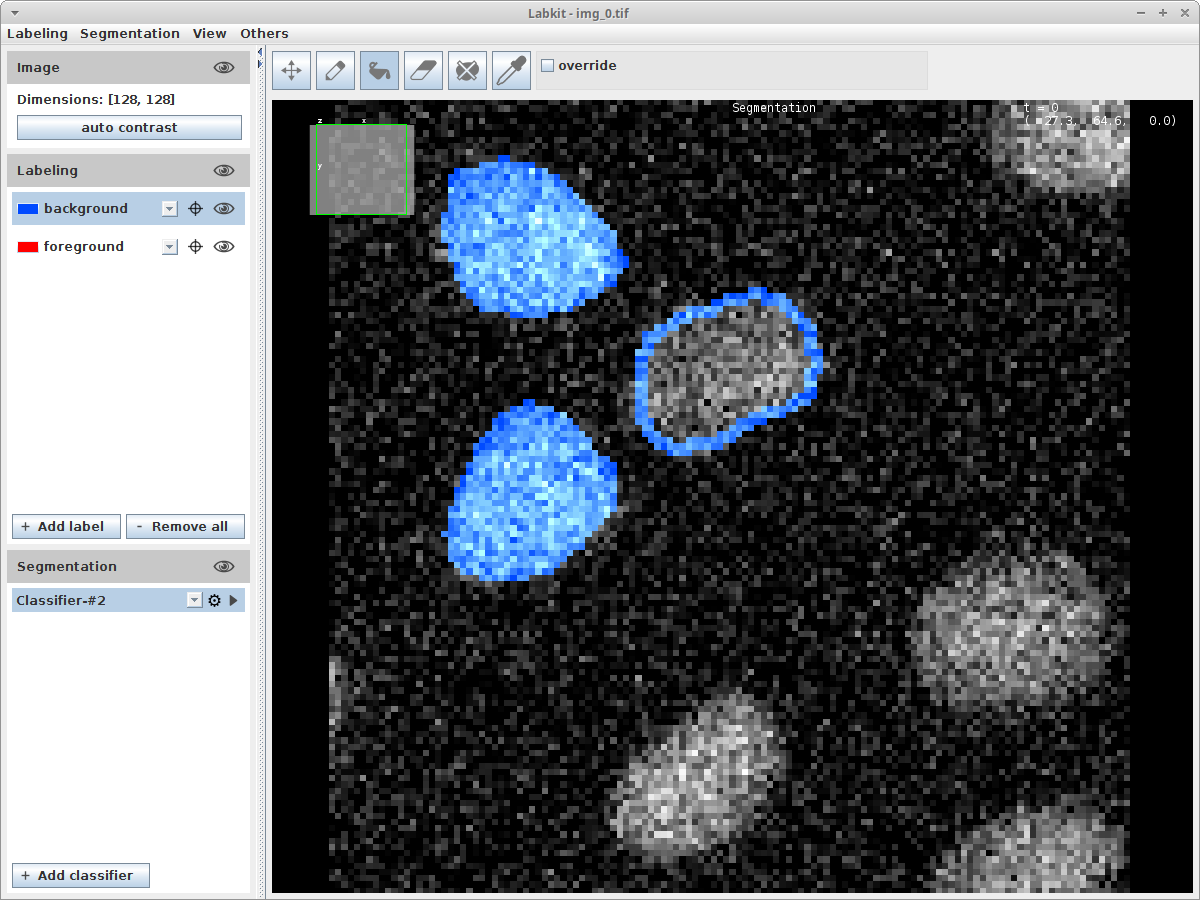 Labkit - img_0.tif
Labeling Segmentation View Others
Image
Dimensions: [128, 128]
auto contrast
Labeling
background
foreground
+ Add label
- Remove all
Segmentation
Classifier-#2
+ Add classifier
override
Segmentation
t = 0
( 27.3, 64.6, 0.0)
z
x
y